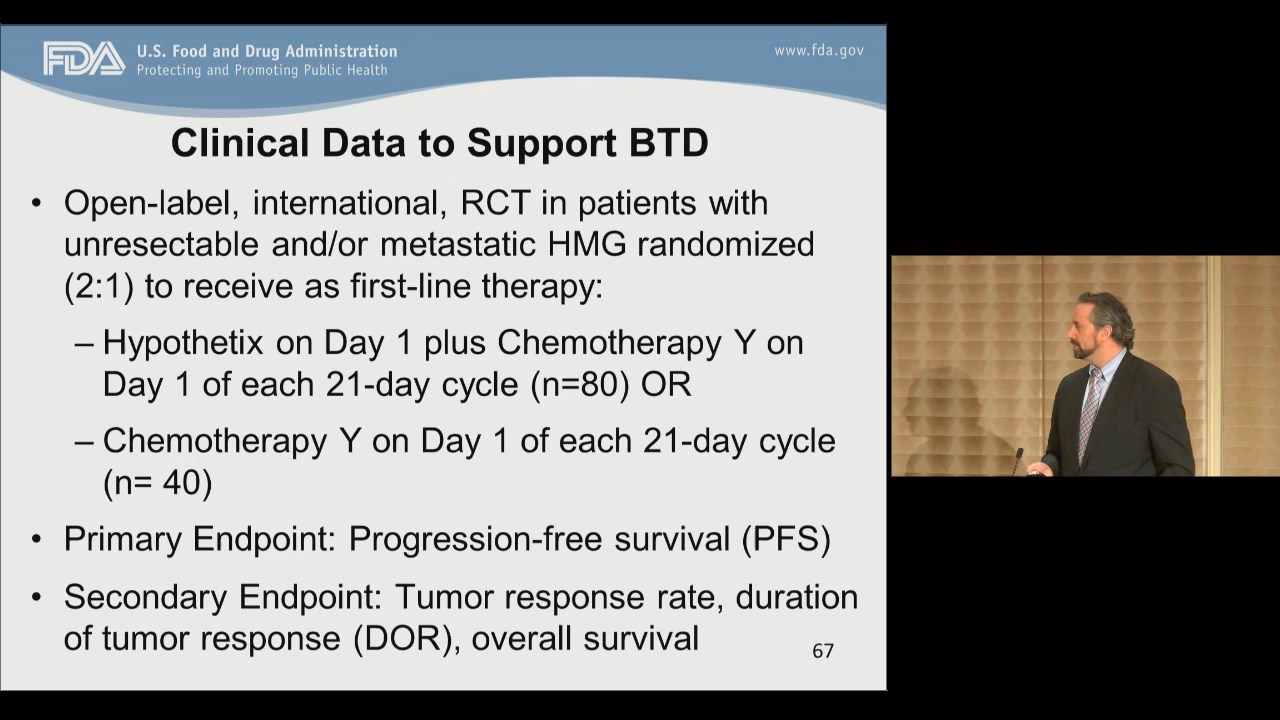 FDA
U.S. Food and Drug Administration
Protecting and Promoting Public Health
www.fda.gov
Clinical Data to Support BTD
• Open-label, international, RCT in patients with
unresectable and/or metastatic HMG randomized
(2:1) to receive as first-line therapy:
– Hypothetix on Day 1 plus Chemotherapy Y on
Day 1 of each 21-day cycle (n=80) OR
– Chemotherapy Y on Day 1 of each 21-day cycle
(n= 40)
• Primary Endpoint: Progression-free survival (PFS)
• Secondary Endpoint: Tumor response rate, duration
of tumor response (DOR), overall survival
67